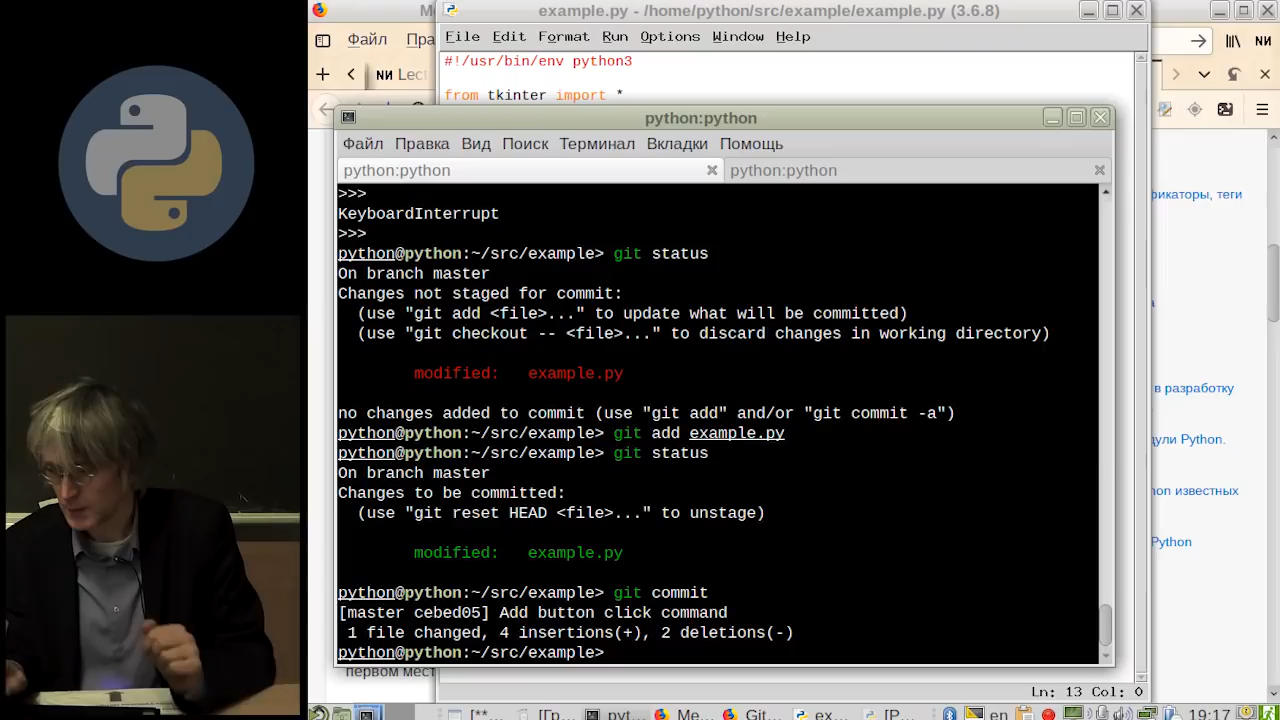 Файл Пра
Lect
example.py - /home/python/src/example/example.py (3.6.8)
File Edit Format Run Options Window Help
#!/usr/bin/env python3
from tkinter import *
python:python
Файл Правка Вид Поиск Терминал Вкладки Помощь
python:python
python:python
>>>
KeyboardInterrupt
>>>
python@python:~/src/example> git status
On branch master
Changes not staged for commit:
(use "git add <file>..." to update what will be committed)
(use "git checkout -- <file>..." to discard changes in working directory)
modified: example.py
no changes added to commit (use "git add" and/or "git commit -a")
python@python:~/src/example> git add example.py
python@python:~/src/example> git status
On branch master
Changes to be committed:
(use "git reset HEAD <file>..." to unstage)
modified: example.py
python@python:~/src/example> git commit
[master cebed05] Add button click command
1 file changed, 4 insertions(+), 2 deletions(-)
python@python:~/src/example>
фикаторы, теги
в разработку
дули Python.
hon известных
Python
первом мест
Ln: 13 Col: 0
[** [Гр pyt Me Git ex [P en 19:17